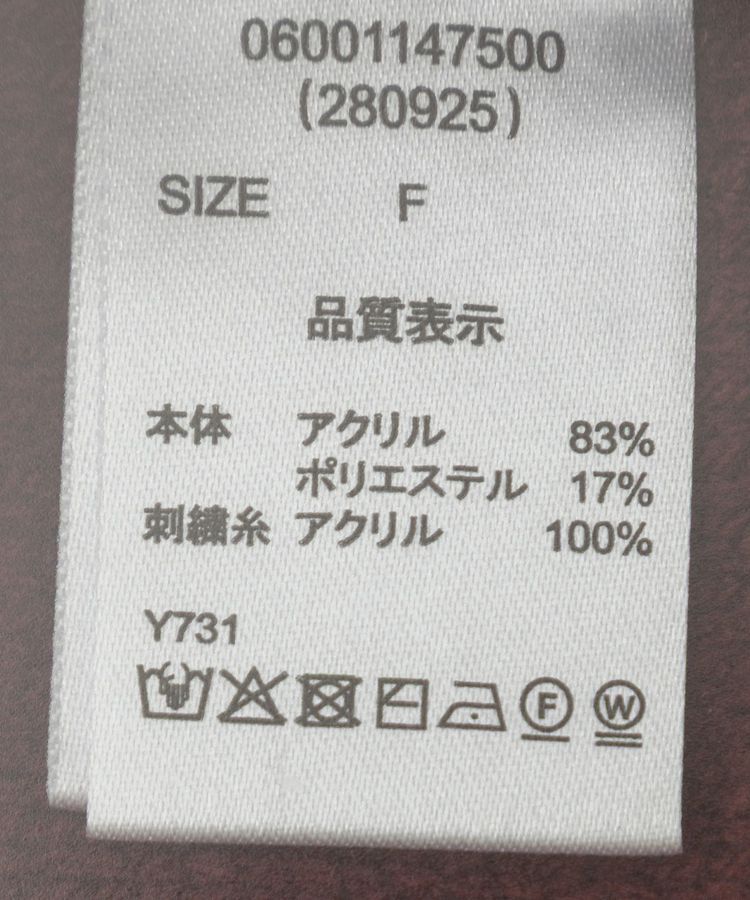 06001147500
(280925)
SIZE F
品質表示
本体 アクリル 83%
ポリエステル 17%
刺繍糸 アクリル 100%
Y731
F W